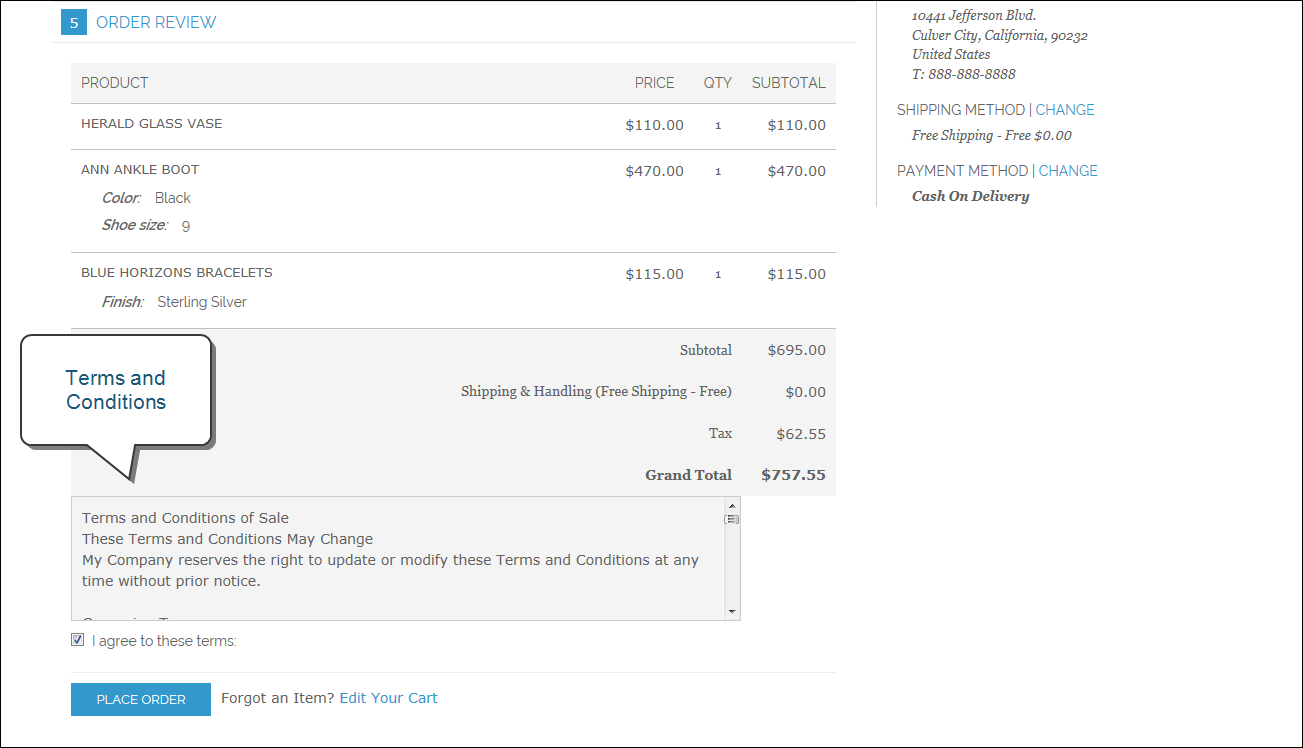 5 ORDER REVIEW
PRODUCT PRICE QTY SUBTOTAL
HERALD GLASS VASE $110.00 1 $110.00
ANN ANKLE BOOT $470.00 1 $470.00
Color: Black
Shoe size: 9
BLUE HORIZONS BRACELETS $115.00 1 $115.00
Finish: Sterling Silver
Subtotal $695.00
Shipping & Handling (Free Shipping - Free) $0.00
Tax $62.55
Grand Total $757.55
Terms and
Conditions
Terms and Conditions of Sale
These Terms and Conditions May Change
My Company reserves the right to update or modify these Terms and Conditions at any
time without prior notice.
I agree to these terms:
PLACE ORDER Forgot an Item? Edit Your Cart
10441 Jefferson Blvd.
Culver City, California, 90232
United States
T: 888-888-8888
SHIPPING METHOD | CHANGE
Free Shipping - Free $0.00
PAYMENT METHOD | CHANGE
Cash On Delivery